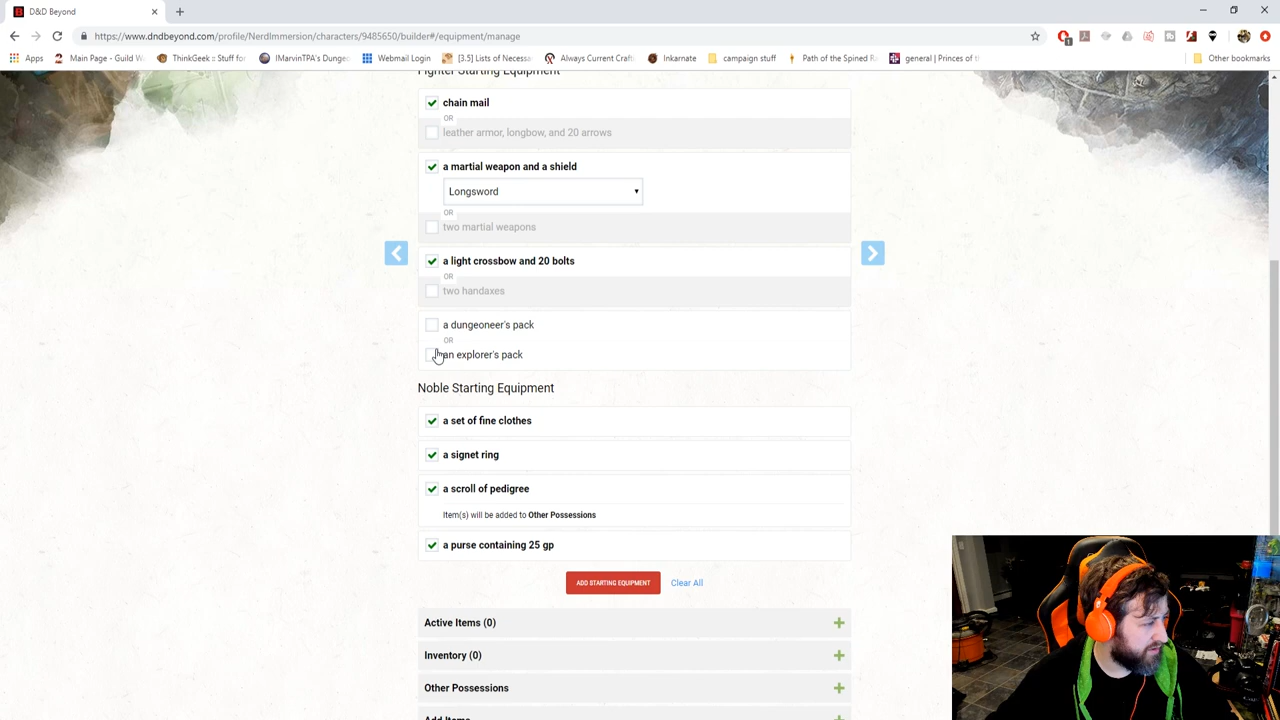 D&D Beyond
https://www.dndbeyond.com/profile/NerdImmersion/characters/9485650/builder#/equipment/manage
Apps Main Page - Guild W ThinkGeek :: Stuff for IMarvinTPA's Dunge Webmail Login [3.5] Lists of Necessa Always Current Craft Inkarnate campaign stuff Path of the Spined R general | Princes of t Other bookmarks
Fighter Starting Equipment
chain mail
OR
leather armor, longbow, and 20 arrows
a martial weapon and a shield
Longsword
OR
two martial weapons
a light crossbow and 20 bolts
OR
two handaxes
a dungeoneer's pack
OR
an explorer's pack
Noble Starting Equipment
a set of fine clothes
a signet ring
a scroll of pedigree
Item(s) will be added to Other Possessions
a purse containing 25 gp
ADD STARTING EQUIPMENT Clear All
Active Items (0)
Inventory (0)
Other Possessions
Add Items